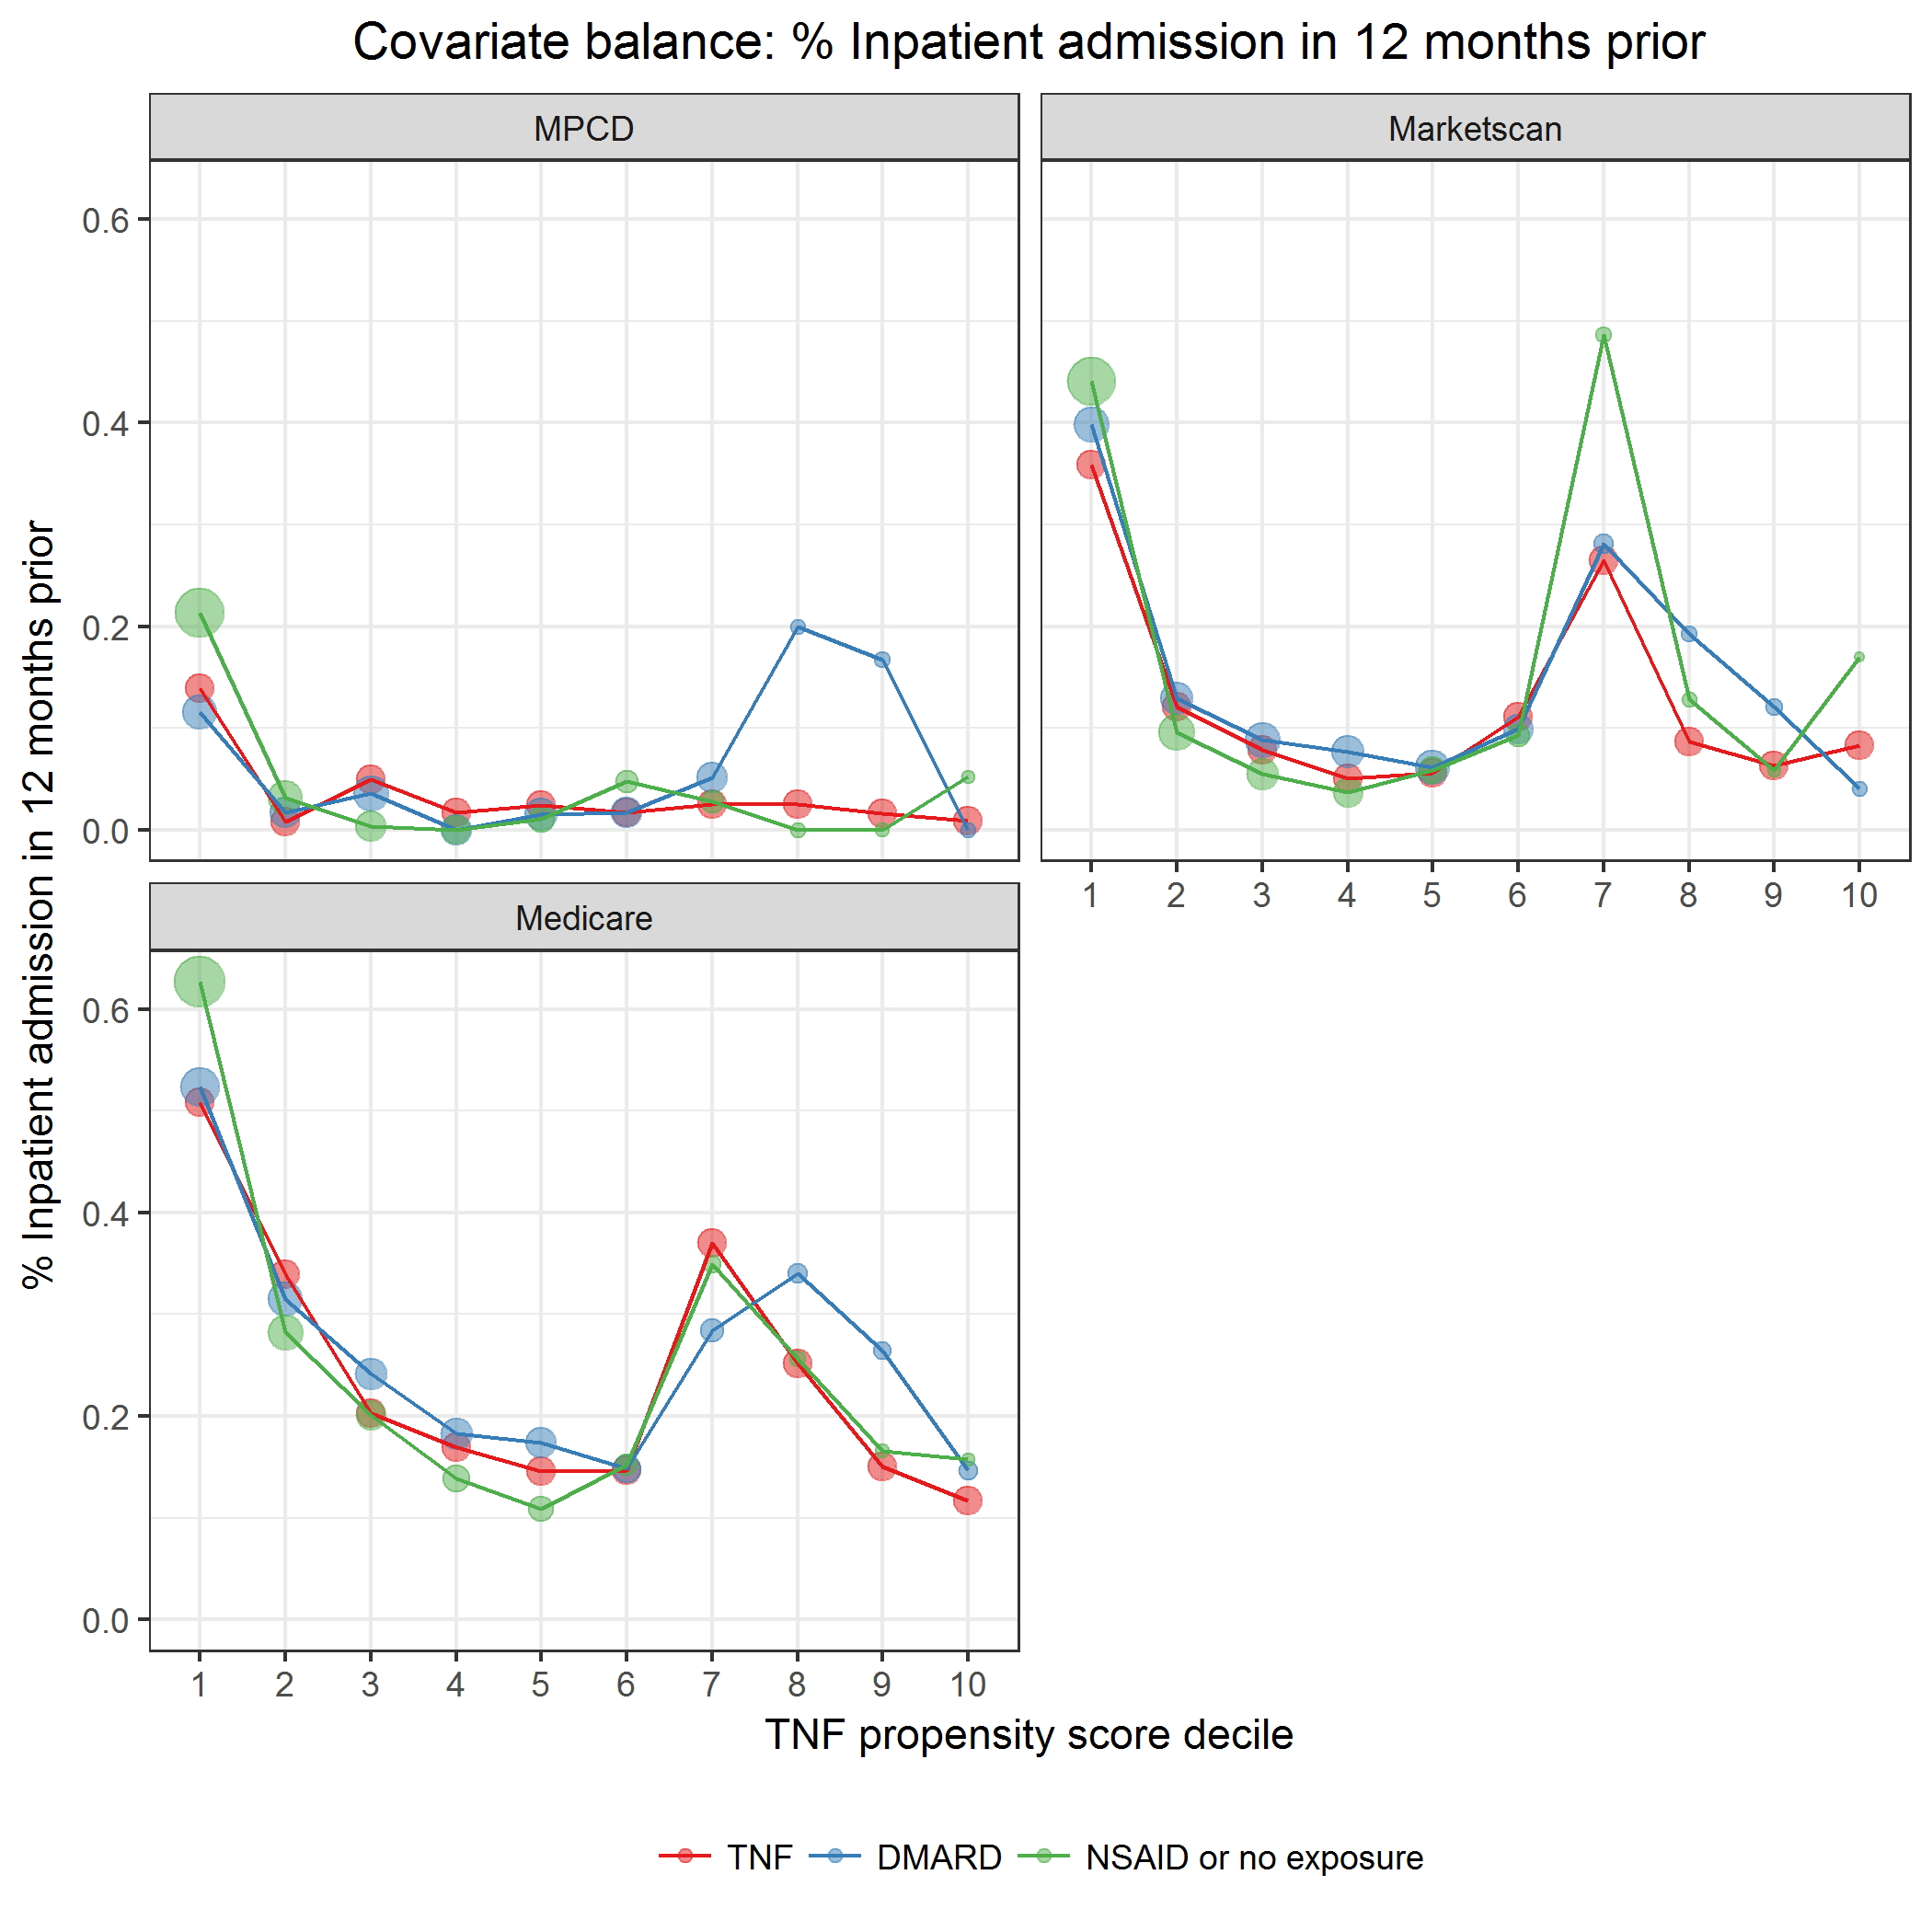 Covariate balance: % Inpatient admission in 12 months prior
MPCD
Marketscan
0.6
0.4
0.2
0.0
1 2 3 4 5 6 7 8 9 10
Medicare
0.6
0.4
0.2
0.0
1 2 3 4 5 6 7 8 9 10
% Inpatient admission in 12 months prior
TNF propensity score decile
TNF DMARD NSAID or no exposure